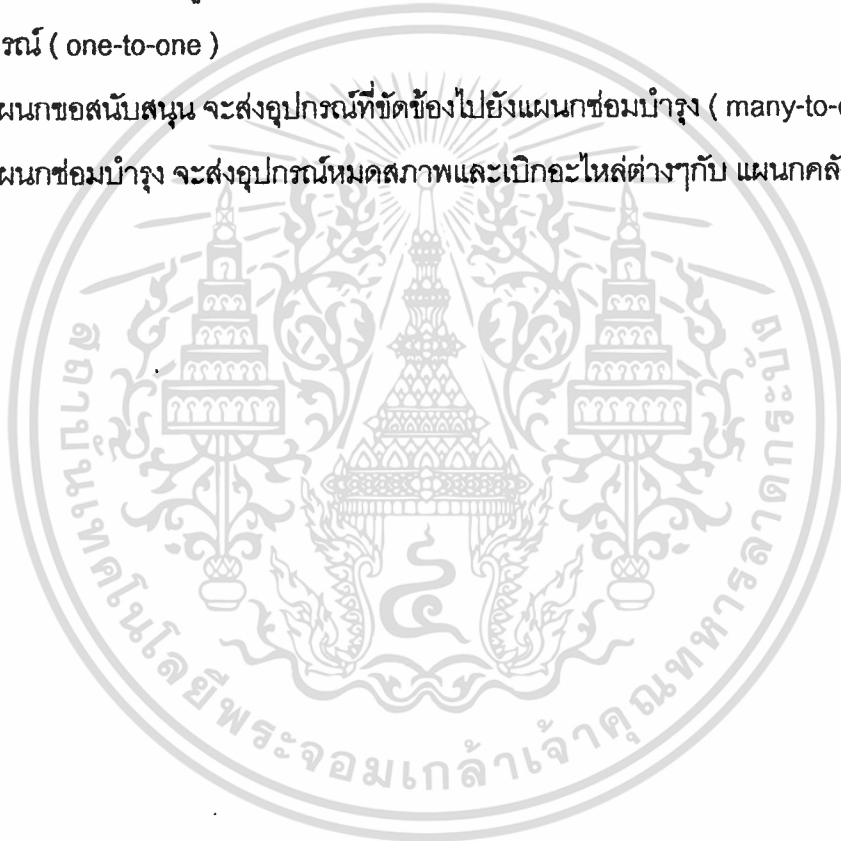 รณ์ ( one-to-one )
ผนกขอสนับสนุน จะส่งอุปกรณ์ที่ขัดข้องไปยังแผนกซ่อมบำรุง ( many-to-
ผนกซ่อมบำรุง จะส่งอุปกรณ์หมดสภาพและเบิกอะไหล่ต่างๆกับ แผนกคลั
สถาบันเทคโนโลยีพระจอมเกล้าเจ้าคุณทหารลาดกระบัง